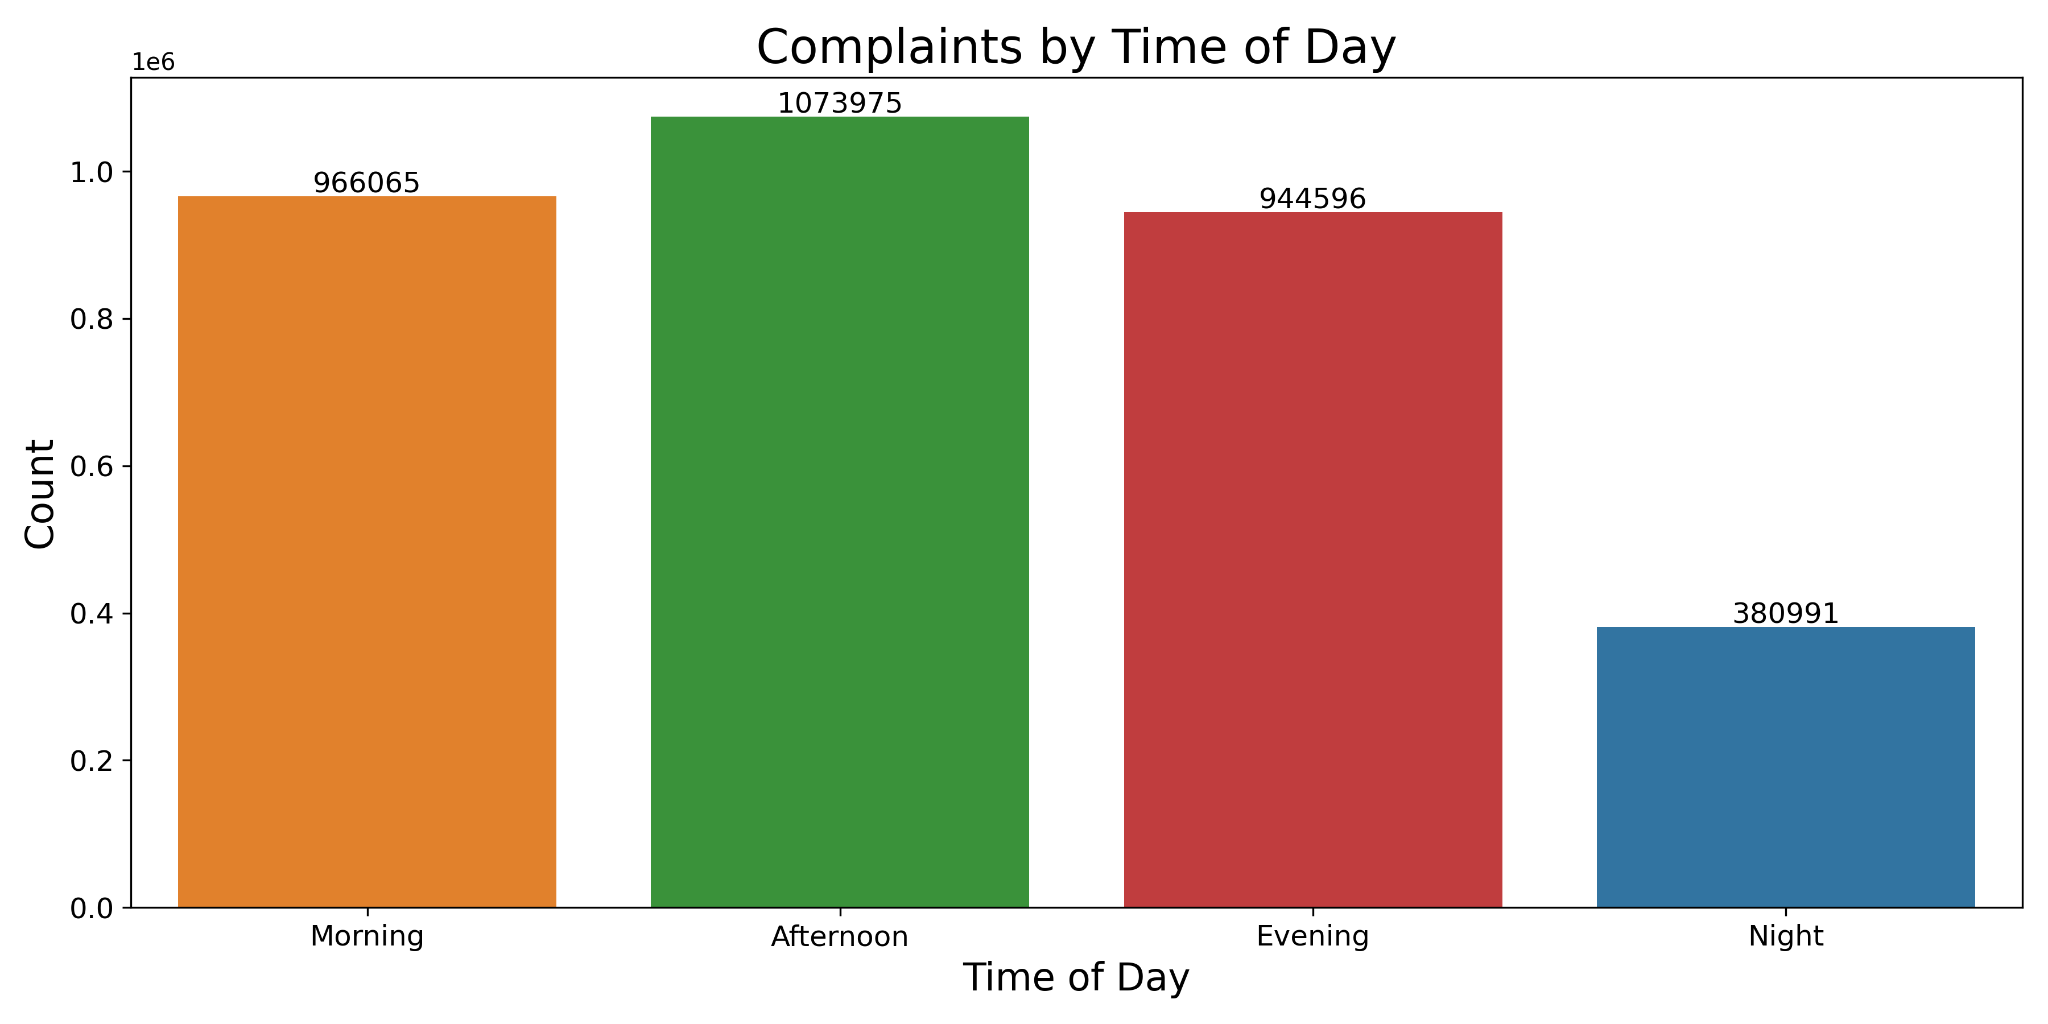 Complaints by Time of Day
1e6
1073975
966065
944596
380991
1.0
0.8
0.6
0.4
0.2
0.0
Count
Morning Afternoon Evening Night
Time of Day